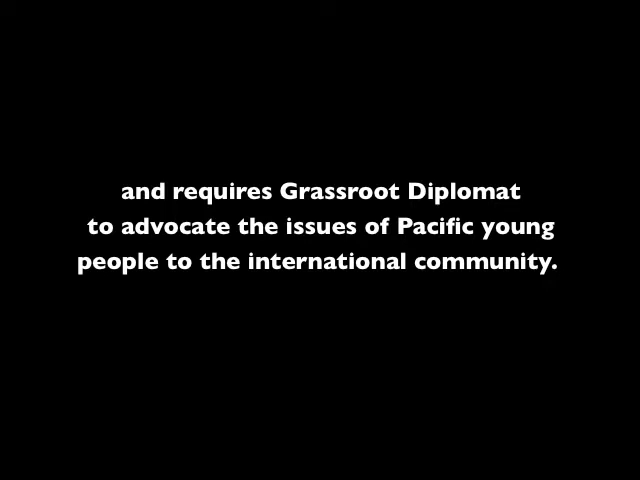 and requires Grassroot Diplomat
to advocate the issues of Pacific young
people to the international community.